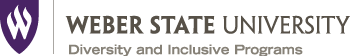 WEBER STATE UNIVERSITY
Diversity and Inclusive Programs